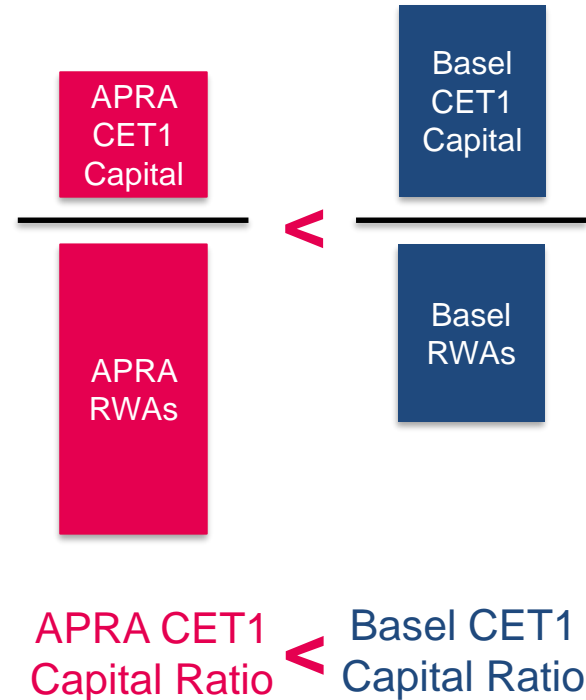 APRA
CET1
Capital
<
Basel
CET1
Capital
APRA
RWAs
Basel
RWAs
APRA CET1
Capital Ratio
<
Basel CET1
Capital Ratio